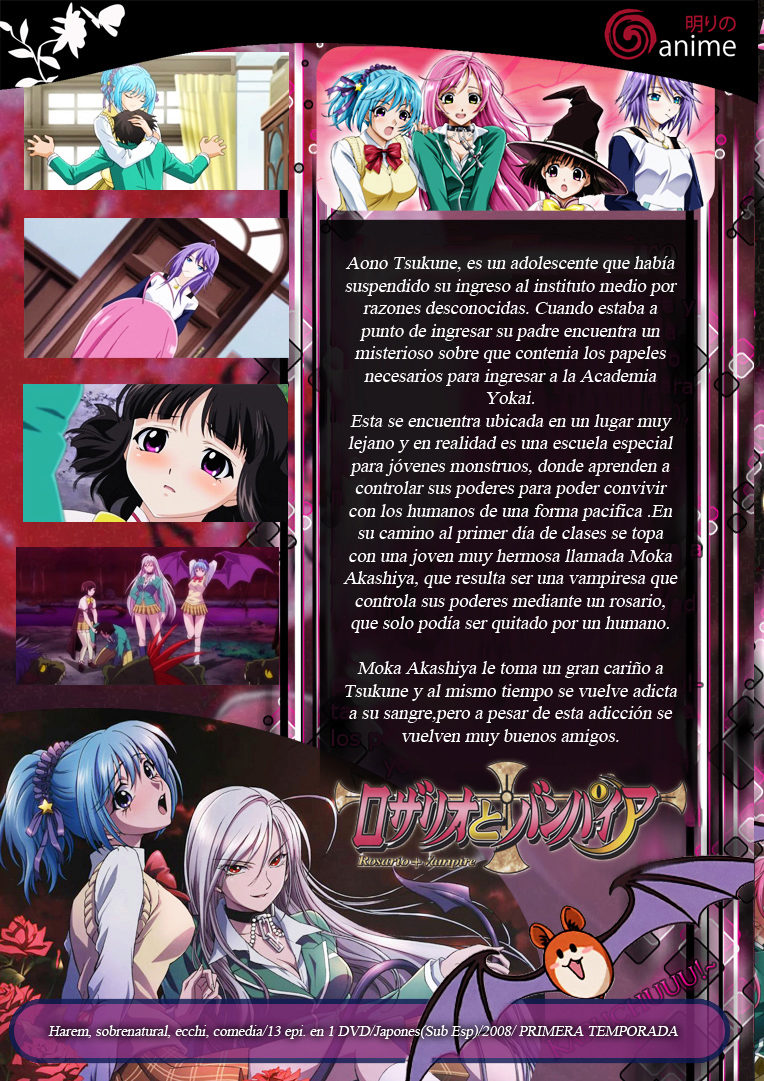 明りの
anime
Aono Tsukune, es un adolescente que había
suspendido su ingreso al instituto medio por
razones desconocidas. Cuando estaba a
punto de ingresar su padre encuentra un
misterioso sobre que contenia los papeles
necesarios para ingresar a la Academia
Yokai.
Esta se encuentra ubicada en un lugar muy
lejano y en realidad es una escuela especial
para jóvenes monstruos, donde aprenden a
controlar sus poderes para poder convivir
con los humanos de una forma pacifica .En
su camino al primer día de clases se topa
con una joven muy hermosa llamada Moka
Akashiya, que resulta ser una vampiresa que
controla sus poderes mediante un rosario,
que solo podía ser quitado por un humano.
Moka Akashiya le toma un gran cariño a
Tsukune y al mismo tiempo se vuelve adicta
a su sangre,pero a pesar de esta adicción se
vuelven muy buenos amigos.
ロザリオとバンパイア
Rosario + Vampire
Harem, sobrenatural, ecchi, comedia/13 epi. en 1 DVD/Japones(Sub Esp)/2008/ PRIMERA TEMPORADA